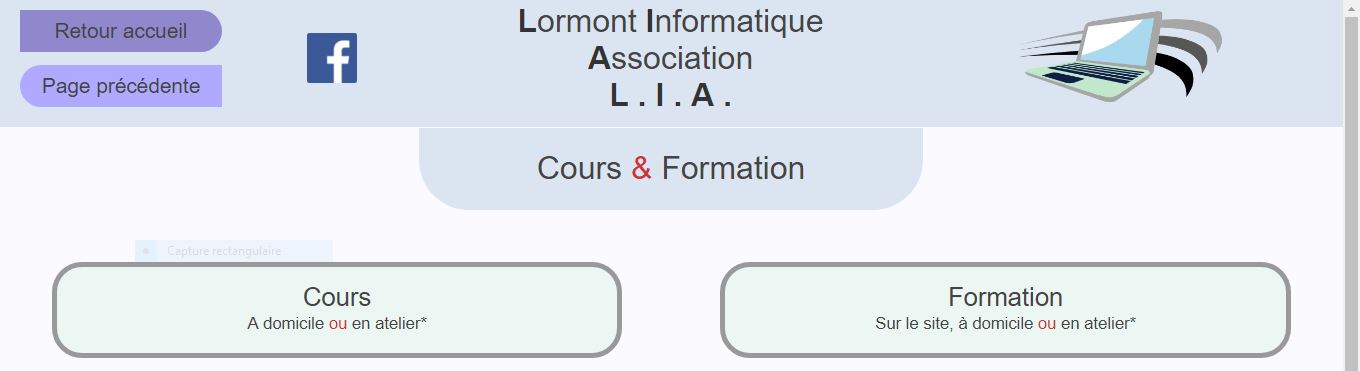 Retour accueil
Page précédente
Lormont Informatique
Association
L . I . A .
Cours & Formation
Capture rectangulaire
Cours
A domicile ou en atelier*
Formation
Sur le site, à domicile ou en atelier*